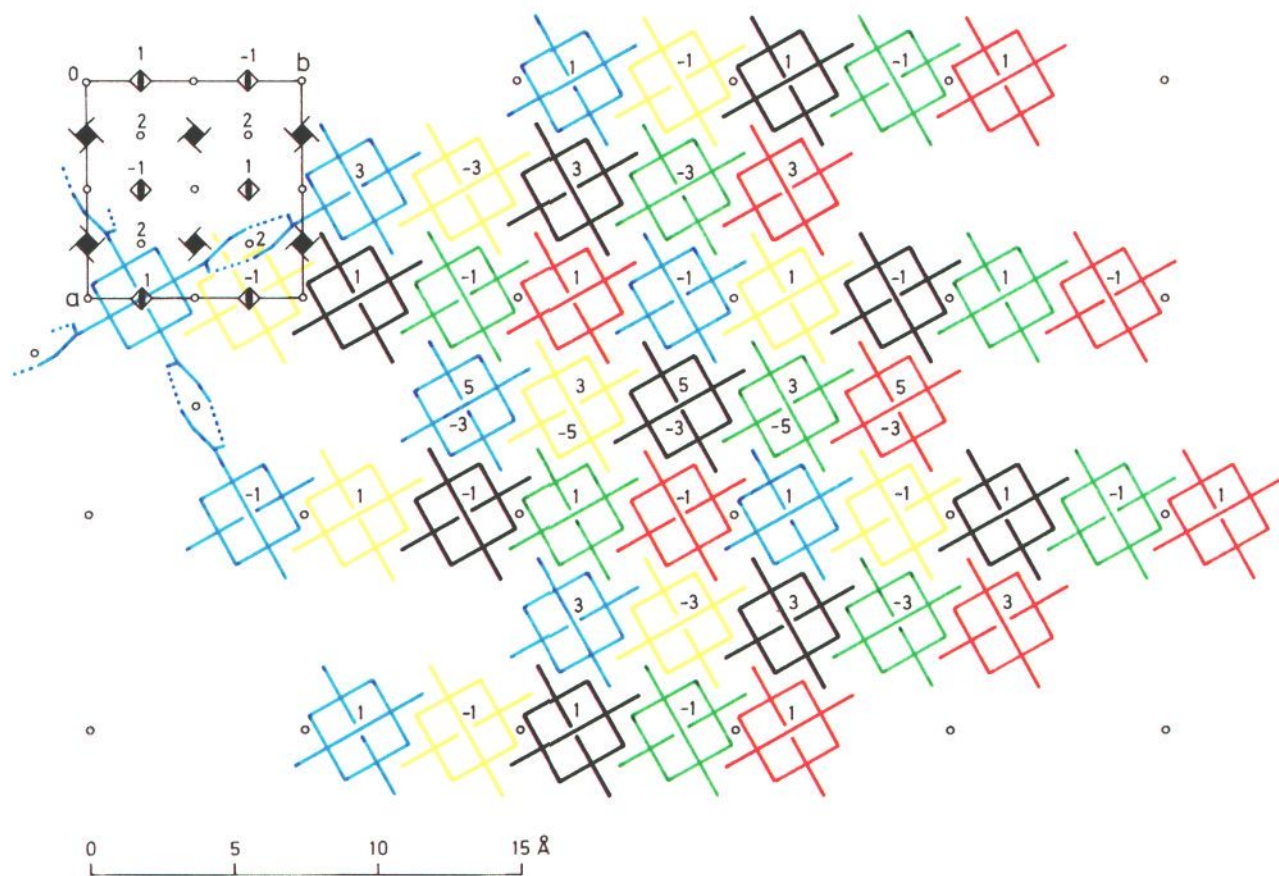 1 -1
0 b
1 -1 1 -1 1
2 2
-1 1 3 -3 3 -3 3
2 2
1 -1 1 -1 1 -1 1 -1 1
a
5 3 5 3 5
-3 -5 -3 -5 -3
-1 1 -1 1 -1 1 -1 1 -1 1
3 -3 3 -3 3
1 -1 1 -1 1
0 5 10 15 Å